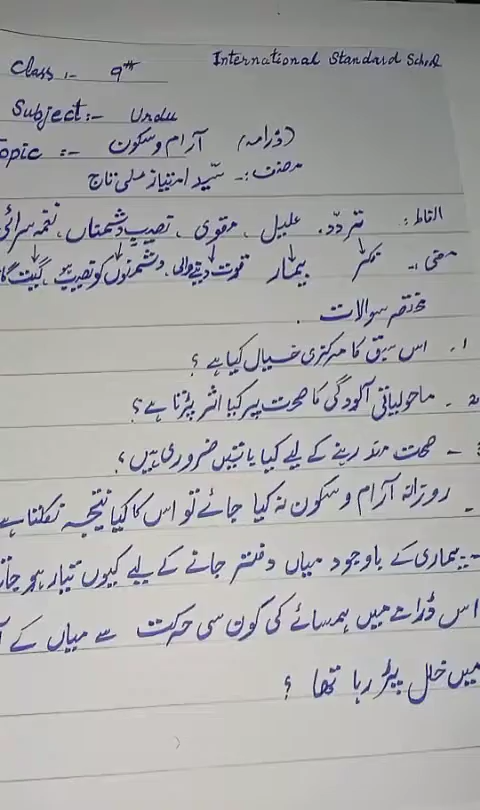 International Standard School
Class :- 9th
Subject:- Urdu
Topic :- آرام و سکون (ڈرامہ)
مصنف:- سید امتیاز علی تاج
الفاظ: تردّد، علیل، مقوی، نصیبِ دشمناں، نغمہ سرائی
معنی:- فکر بیمار قوت دینے والی، دشمنوں کو نصیب، گیت گا
مختصر سوالات
1. اس سبق کا مرکزی خیال کیا ہے؟
2 - ماحولیاتی آلودگی کا صحت پر کیا اثر پڑتا ہے؟
3 - صحت مند رہنے کے لیے کیا باتیں ضروری ہیں؟
- روزانہ آرام و سکون نہ کیا جائے تو اس کا کیا نتیجہ نکلتا ہے
- بیماری کے باوجود میاں دفتر جانے کے لیے کیوں تیار ہو جاتے
اس ڈرامے میں ہمسائے کی کون سی حرکت سے میاں کے آ
میں خلل پڑ رہا تھا ؟